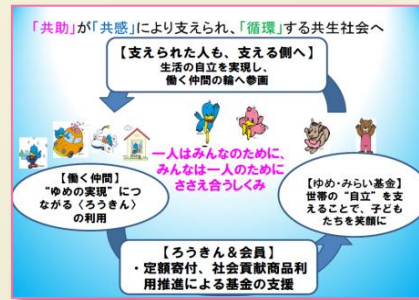 「共助」が「共感」により支えられ、「循環」する共生社会へ
【支えられた人も、支える側へ】
生活の自立を実現し、
働く仲間の輪へ参画
一人はみんなのために、
みんなは一人のために
ささえ合うしくみ
【働く仲間】
“ゆめの実現”につ
ながる〈ろうきん〉
の利用
【ゆめ・みらい基金】
世帯の“自立”を支
えることで、子ども
たちを笑顔に
【ろうきん&会員】
・定額寄付、社会貢献商品利
用推進による基金の支援